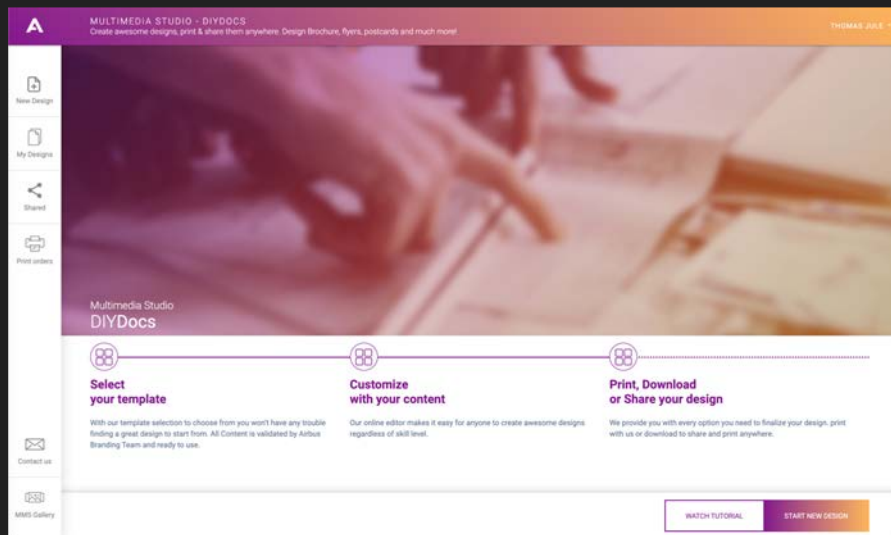 MULTIMEDIA STUDIO - DIYDOCS
Create awesome designs, print & share them anywhere. Design Brochure, flyers, postcards and much more!
THOMAS JULE
New Design
My Designs
Shared
Print orders
Contact us
MMS Gallery
Multimedia Studio
DIYDocs
Select
your template
With our template selection to choose from you won't have any trouble
finding a great design to start from. All Content is validated by Airbus
Branding Team and ready to use.
Customize
with your content
Our online editor makes it easy for anyone to create awesome designs
regardless of skill level.
Print, Download
or Share your design
We provide you with every option you need to finalize your design. print
with us or download to share and print anywhere.
WATCH TUTORIAL
START NEW DESIGN